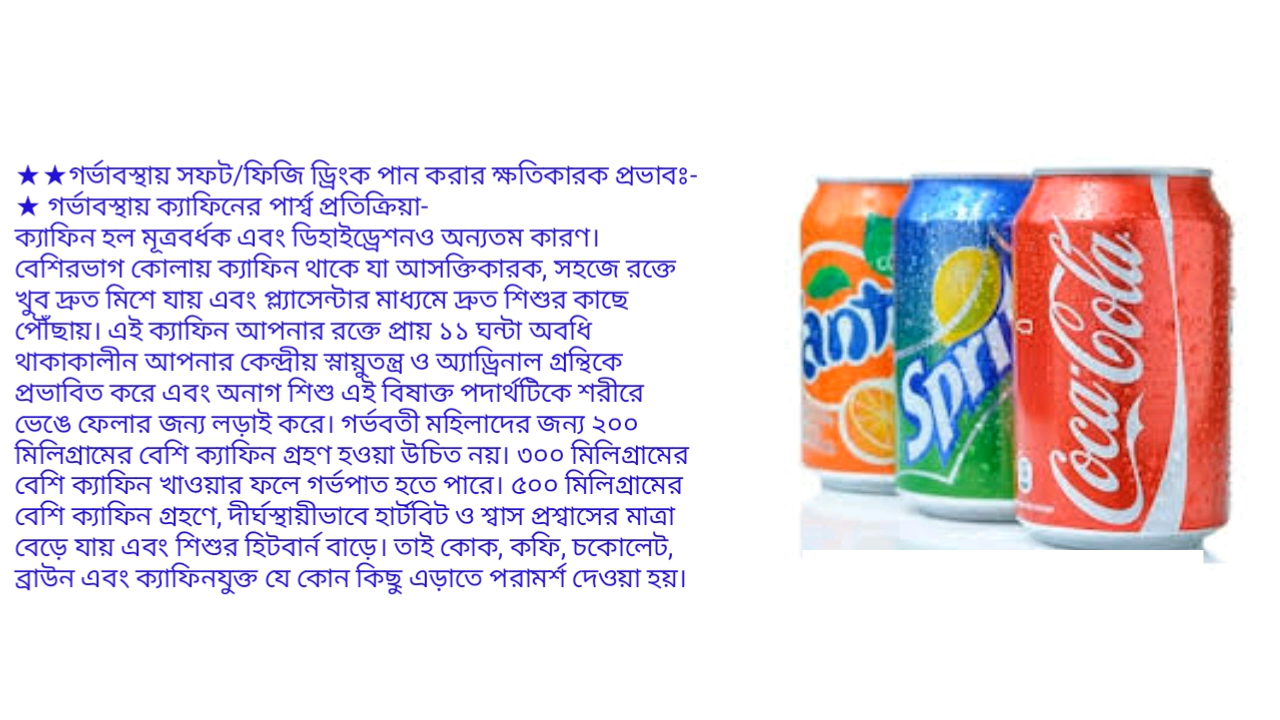 ★★গর্ভাবস্থায় সফট/ফিজি ড্রিংক পান করার ক্ষতিকারক প্রভাবঃ-
★ গর্ভাবস্থায় ক্যাফিনের পার্শ্ব প্রতিক্রিয়া-
ক্যাফিন হল মূত্রবর্ধক এবং ডিহাইড্রেশনও অন্যতম কারণ।
বেশিরভাগ কোলায় ক্যাফিন থাকে যা আসক্তিকারক, সহজে রক্তে
খুব দ্রুত মিশে যায় এবং প্ল্যাসেন্টার মাধ্যমে দ্রুত শিশুর কাছে
পৌঁছায়। এই ক্যাফিন আপনার রক্তে প্রায় ১১ ঘন্টা অবধি
থাকাকালীন আপনার কেন্দ্রীয় স্নায়ুতন্ত্র ও অ্যাড্রিনাল গ্রন্থিকে
প্রভাবিত করে এবং অনাগ শিশু এই বিষাক্ত পদার্থটিকে শরীরে
ভেঙে ফেলার জন্য লড়াই করে। গর্ভবতী মহিলাদের জন্য ২০০
মিলিগ্রামের বেশি ক্যাফিন গ্রহণ হওয়া উচিত নয়। ৩০০ মিলিগ্রামের
বেশি ক্যাফিন খাওয়ার ফলে গর্ভপাত হতে পারে। ৫০০ মিলিগ্রামের
বেশি ক্যাফিন গ্রহণে, দীর্ঘস্থায়ীভাবে হার্টবিট ও শ্বাস প্রশ্বাসের মাত্রা
বেড়ে যায় এবং শিশুর হিটবার্ন বাড়ে। তাই কোক, কফি, চকোলেট,
ব্রাউন এবং ক্যাফিনযুক্ত যে কোন কিছু এড়াতে পরামর্শ দেওয়া হয়।
ant
Spri
Coca-Cola